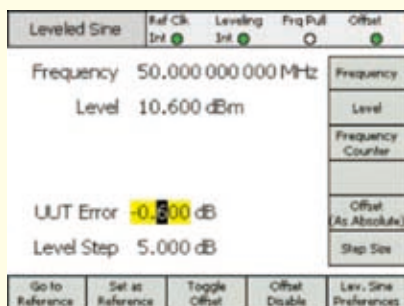 Leveled Sine
Ref Clk Leveling Frq Pull Offset
Int Int
Frequency 50.000 000 000 MHz
Level 10.600 dBm
UUT Error -0.600 dB
Level Step 5.000 dB
Frequency
Level
Frequency
Counter
Offset
(As Absolute)
Step Size
Go to
Reference
Set as
Reference
Toggle
Offset
Offset
Disable
Lev. Sine
Preferences